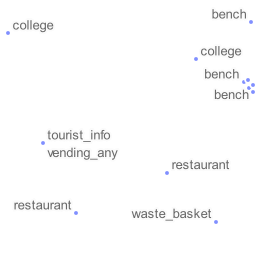 bench
college
college
bench
bench
tourist_info
vending_any
restaurant
restaurant
waste_basket